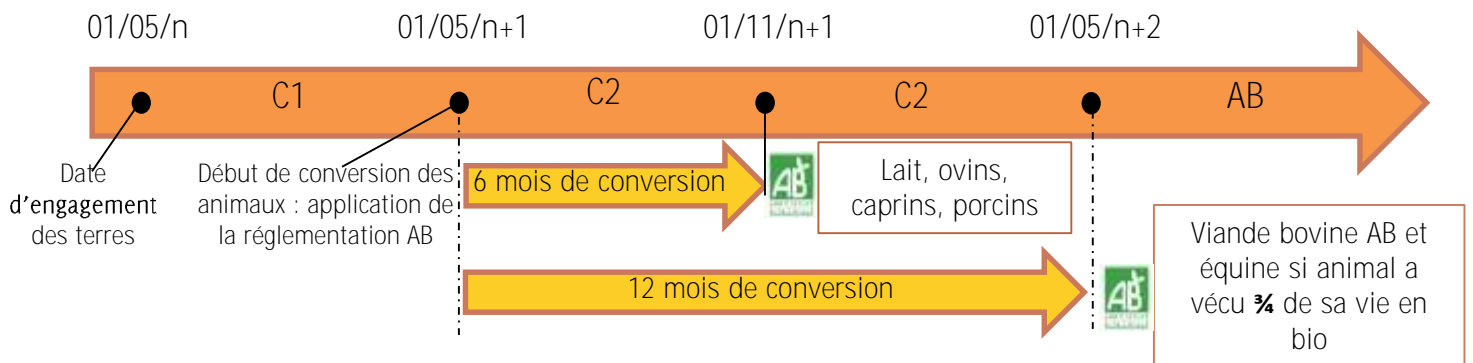 01/05/n 01/05/n+1 01/11/n+1 01/05/n+2
C1 C2 C2 AB
Date
d'engagement
des terres
Début de conversion des
animaux : application de
la réglementation AB
6 mois de conversion
AB
Lait, ovins,
caprins, porcins
12 mois de conversion
AB
Viande bovine AB et
équine si animal a
vécu ¾ de sa vie en
bio